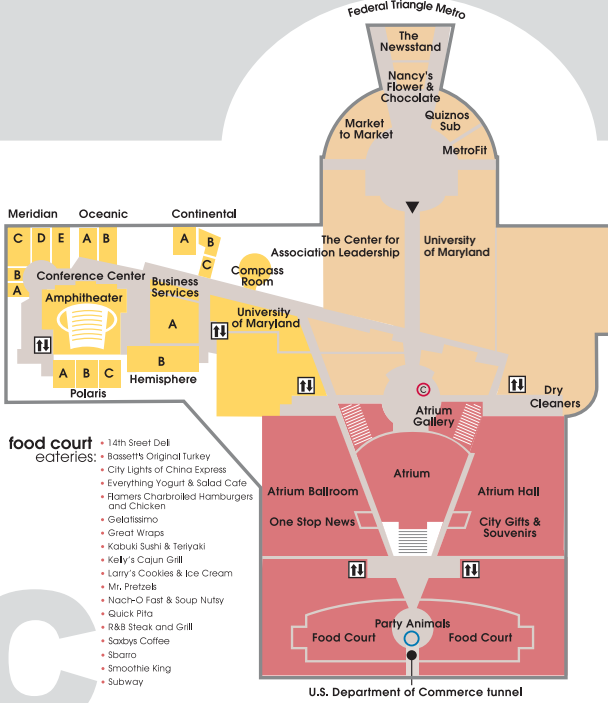 Federal Triangle Metro
The
Newsstand
Nancy's
Flower &
Chocolate
Quiznos
Sub
Market
to Market
MetroFit
Meridian
Oceanic
Continental
C
D
E
A
B
A
B
C
The Center for
Association Leadership
University
of Maryland
B
A
Conference Center
Amphitheater
Business
Services
Compass
Room
University
of Maryland
A
B
Hemisphere
A
B
C
Polaris
C
Atrium
Gallery
Dry
Cleaners
food court
eateries:
• 14th Sreet Deli
• Bassett's Original Turkey
• City Lights of China Express
• Everything Yogurt & Salad Cafe
• Flamers Charbroiled Hamburgers
and Chicken
• Gelatissimo
• Great Wraps
• Kabuki Sushi & Teriyaki
• Kelly's Cajun Grill
• Larry's Cookies & Ice Cream
• Mr. Pretzels
• Nach-O Fast & Soup Nutsy
• Quick Pita
• R&B Steak and Grill
• Saxbys Coffee
• Sbarro
• Smoothie King
• Subway
Atrium
Atrium Ballroom
Atrium Hall
One Stop News
City Gifts &
Souvenirs
Party Animals
Food Court
Food Court
U.S. Department of Commerce tunnel
C